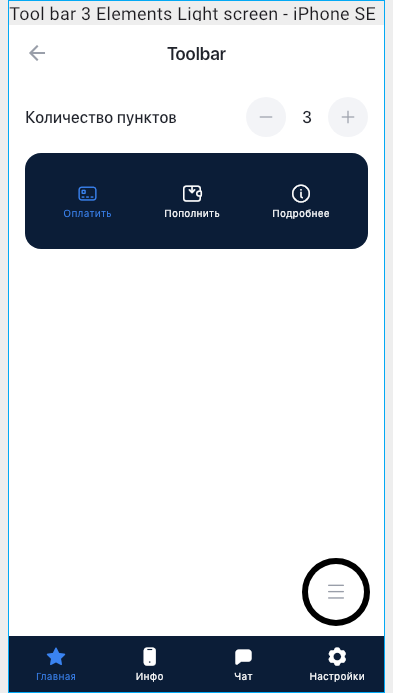 Tool bar 3 Elements Light screen - iPhone SE
Toolbar
Количество пунктов 3
Оплатить Пополнить Подробнее
Главная Инфо Чат Настройки